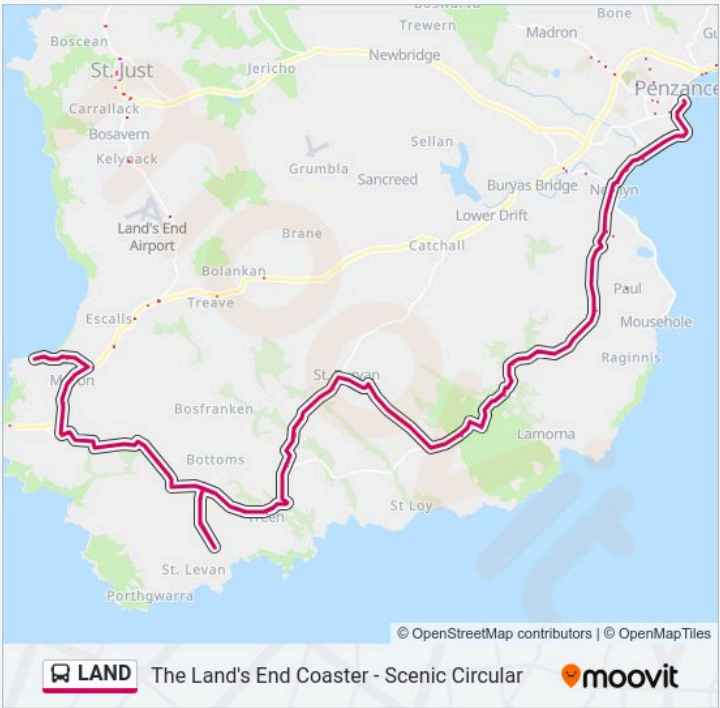 Boscean
Trewern
Madron
Bone
St. Just
Jericho
Newbridge
Penzance
Carrallack
Bosavern
Kelynack
Sellan
Grumbla
Sancreed
Buryas Bridge
Newlyn
Land's End
Airport
Brane
Lower Drift
Catchall
Bolankan
Treave
Paul
Escalls
Mousehole
Raginnis
Bosfranken
Lamorna
Bottoms
St Loy
Treen
St. Levan
Porthgwarra
© OpenStreetMap contributors | © OpenMapTiles
LAND The Land's End Coaster - Scenic Circular moovit